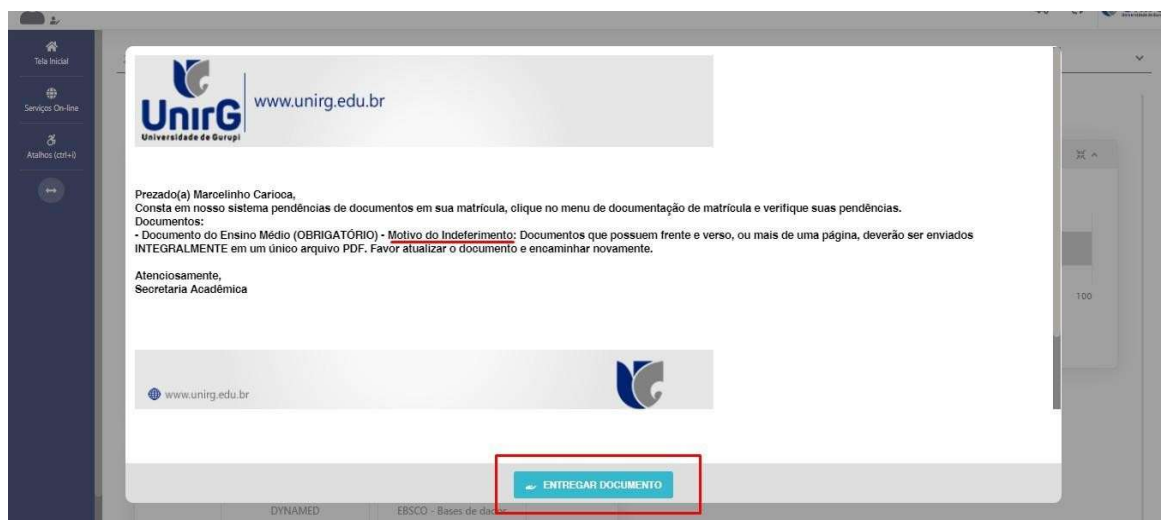 Tela Inicial
Serviços On-line
Atalhos (ctrl+i)
UnirG
Universidade de Gurupi
www.unirg.edu.br
Prezado(a) Marcelinho Carioca,
Consta em nosso sistema pendências de documentos em sua matrícula, clique no menu de documentação de matrícula e verifique suas pendências.
Documentos:
- Documento do Ensino Médio (OBRIGATÓRIO) - Motivo do Indeferimento: Documentos que possuem frente e verso, ou mais de uma página, deverão ser enviados
INTEGRALMENTE em um único arquivo PDF. Favor atualizar o documento e encaminhar novamente.
Atenciosamente,
Secretaria Acadêmica
100
www.unirg.edu.br
ENTREGAR DOCUMENTO
DYNAMED
EBSCO - Bases de dados